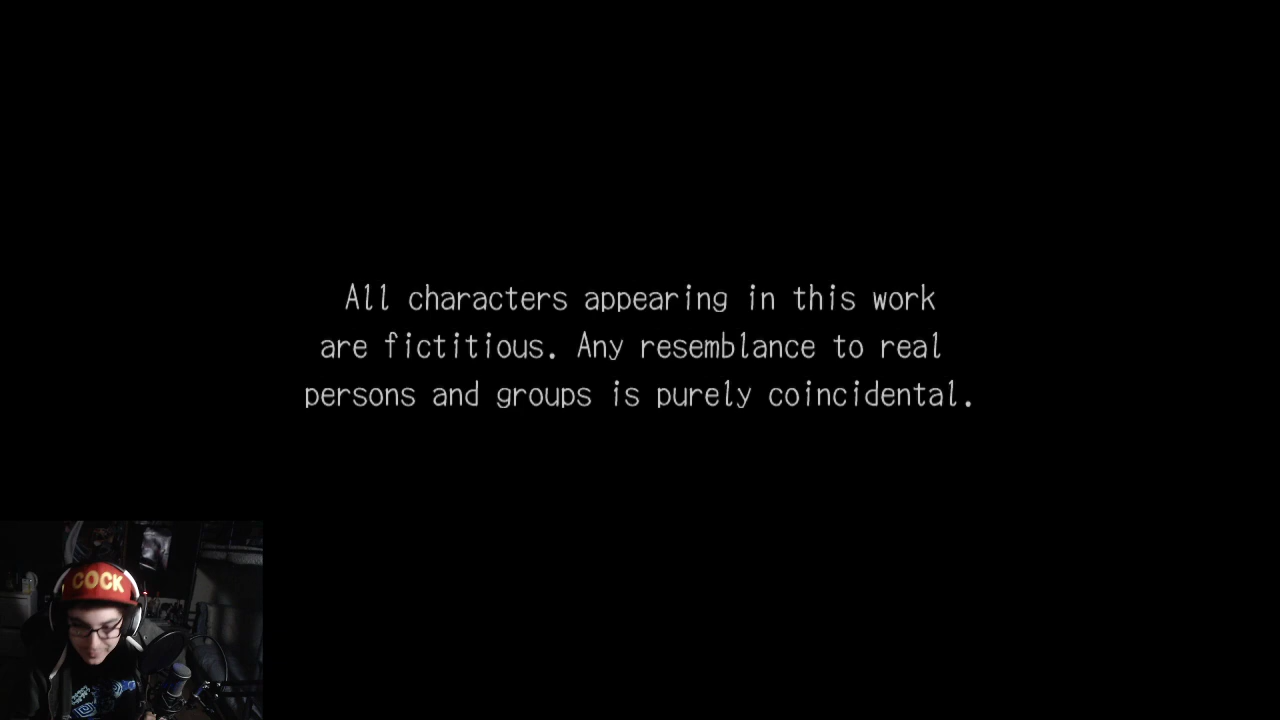 All characters appearing in this work
are fictitious. Any resemblance to real
persons and groups is purely coincidental.
COCK